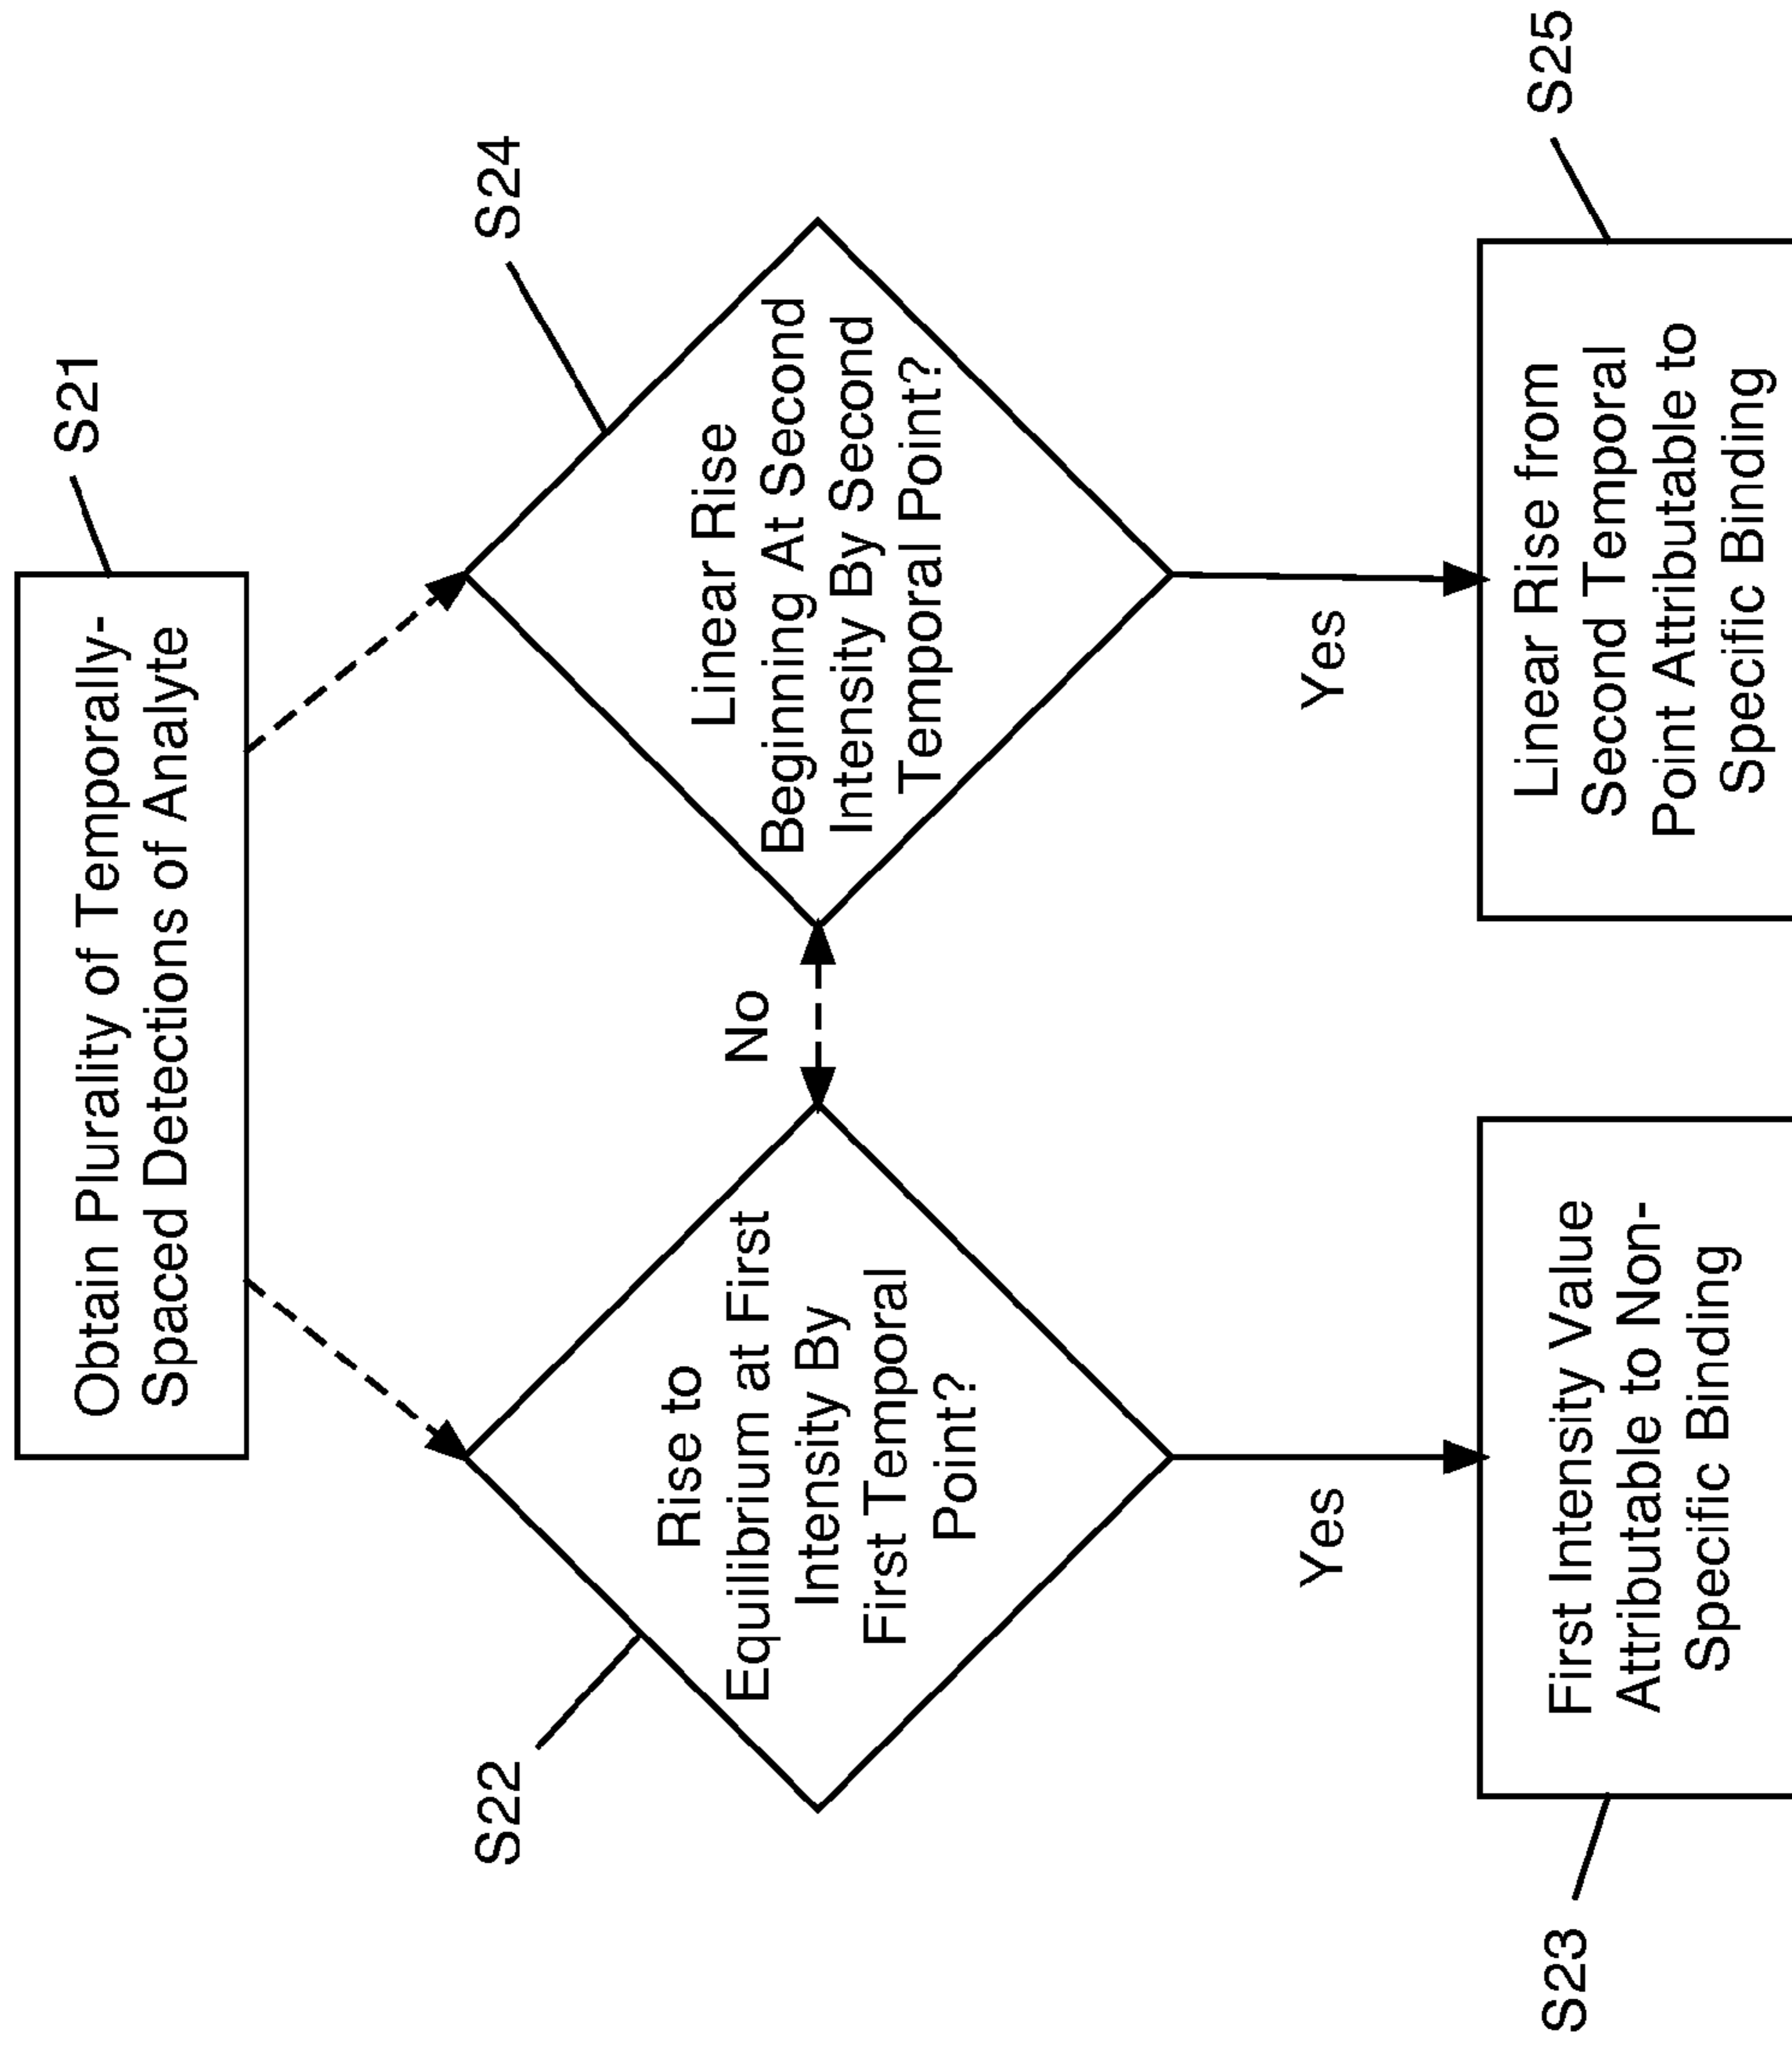 Obtain Plurality of Temporally-
Spaced Detections of Analyte
S21
S22
Rise to
Equilibrium at First
Intensity By
First Temporal
Point?
No
Linear Rise
Beginning At Second
Intensity By Second
Temporal Point?
S24
Yes
Yes
S23
First Intensity Value
Attributable to Non-
Specific Binding
Linear Rise from
Second Temporal
Point Attributable to
Specific Binding
S25